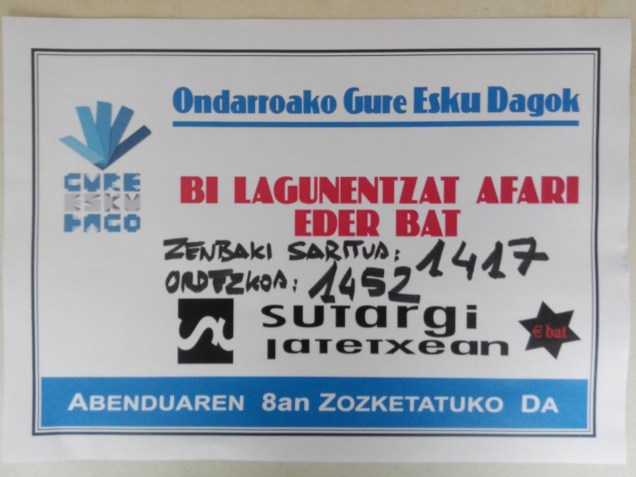 Ondarroako Gure Esku Dagok
GURE
ESKU
DAGO
BI LAGUNENTZAT AFARI
EDER BAT
ZENBAKI SARITUA: 1417
ORDEZKOA: 1452
sutargi
jatetxean
€ bat
ABENDUAREN 8an ZOZKETATUKO DA